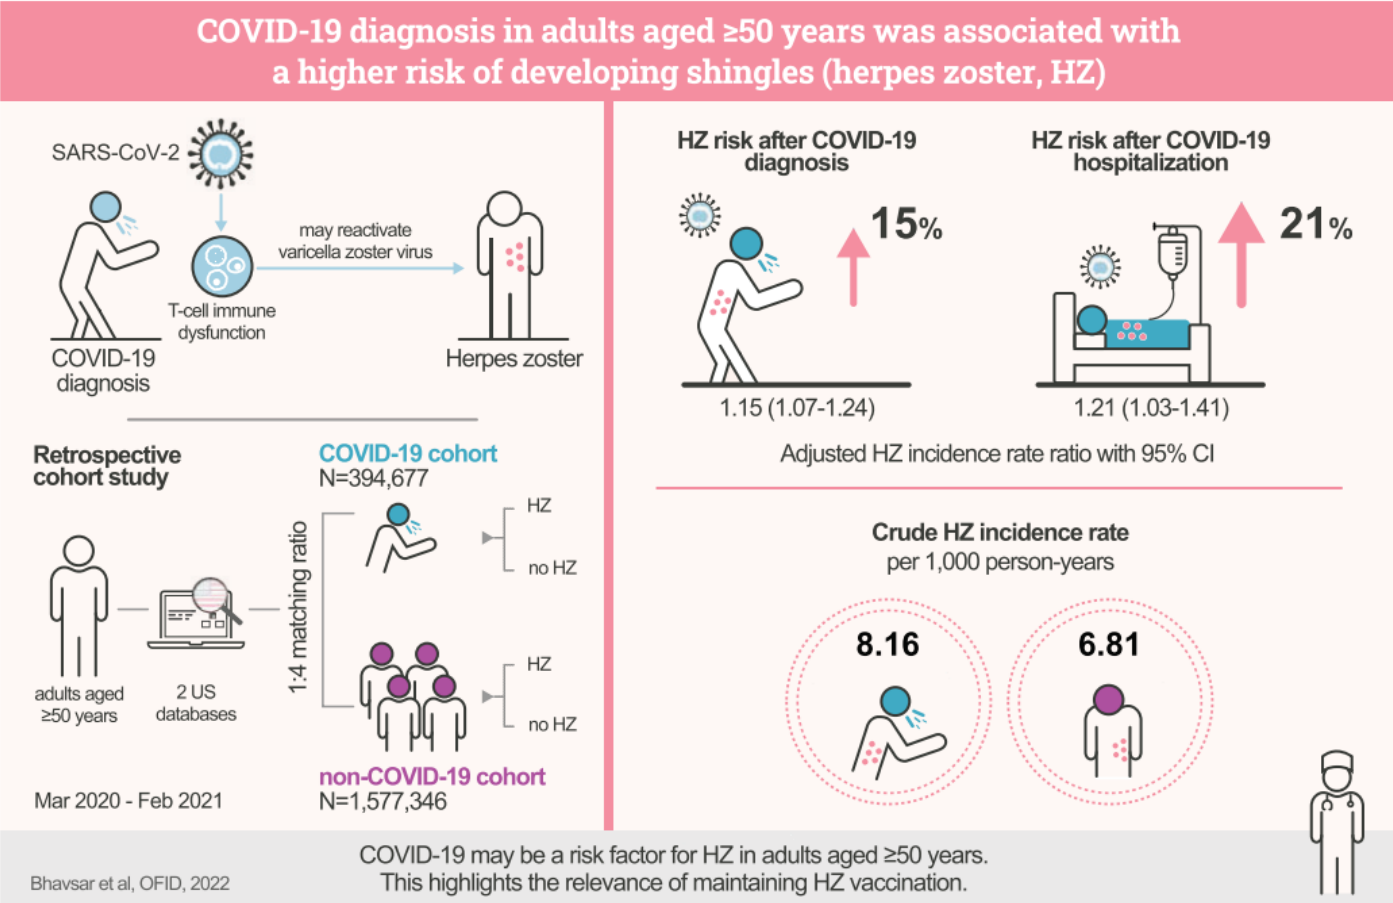 COVID-19 diagnosis in adults aged ≥50 years was associated with
a higher risk of developing shingles (herpes zoster, HZ)
SARS-CoV-2
may reactivate
varicella zoster virus
T-cell immune
dysfunction
COVID-19
diagnosis
Herpes zoster
Retrospective
cohort study
adults aged
≥50 years
2 US
databases
Mar 2020 - Feb 2021
1:4 matching ratio
COVID-19 cohort
N=394,677
HZ
no HZ
HZ
no HZ
non-COVID-19 cohort
N=1,577,346
HZ risk after COVID-19
diagnosis
15%
1.15 (1.07-1.24)
HZ risk after COVID-19
hospitalization
21%
1.21 (1.03-1.41)
Adjusted HZ incidence rate ratio with 95% CI
Crude HZ incidence rate
per 1,000 person-years
8.16
6.81
COVID-19 may be a risk factor for HZ in adults aged ≥50 years.
This highlights the relevance of maintaining HZ vaccination.
Bhavsar et al, OFID, 2022